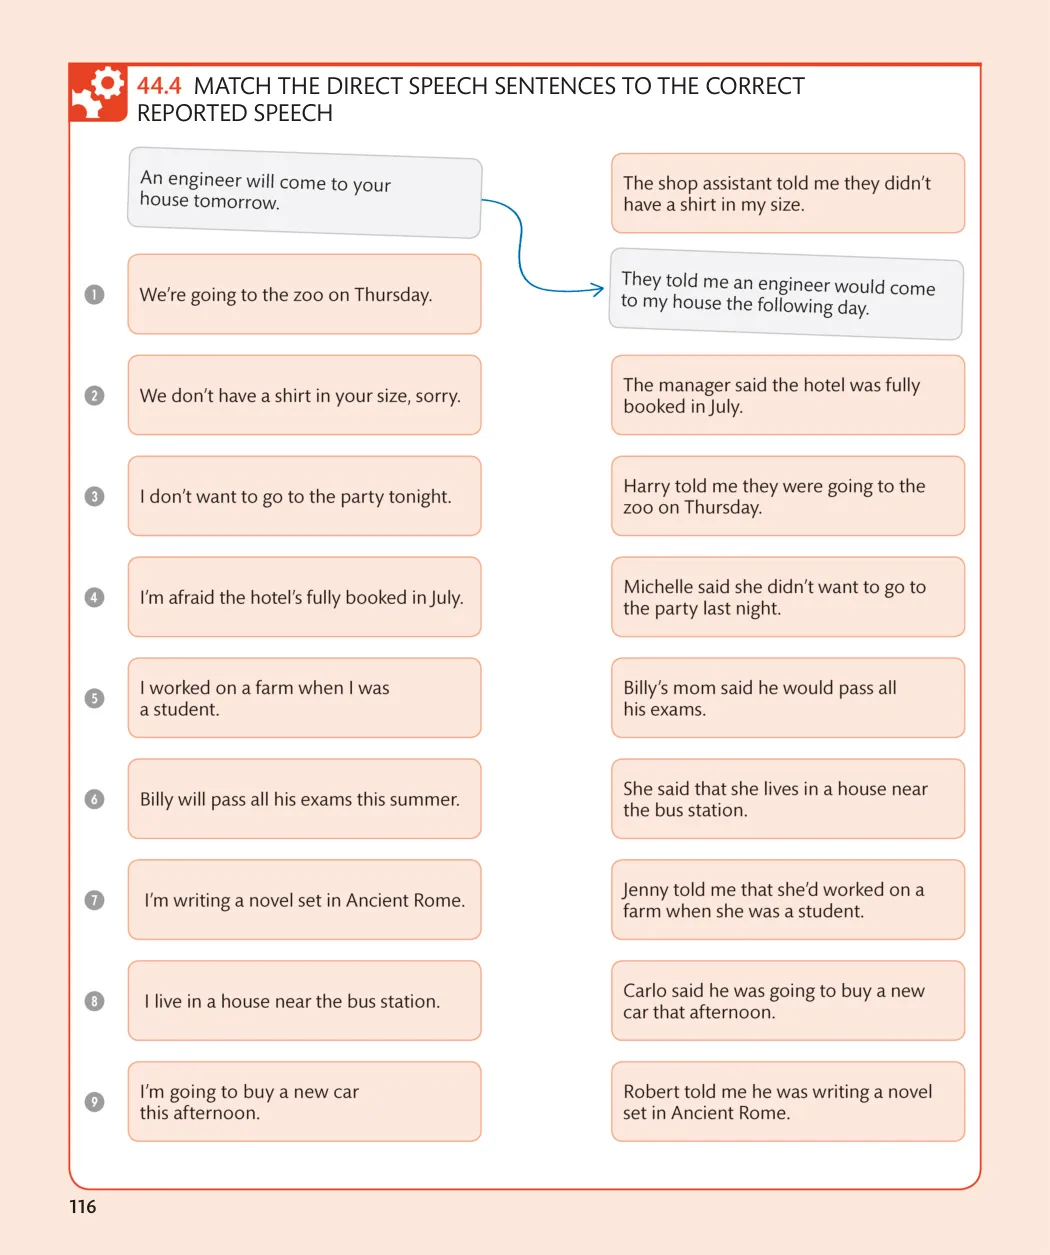 44.4 MATCH THE DIRECT SPEECH SENTENCES TO THE CORRECT
REPORTED SPEECH
An engineer will come to your
house tomorrow.
The shop assistant told me they didn't
have a shirt in my size.
1
We're going to the zoo on Thursday.
They told me an engineer would come
to my house the following day.
2
We don't have a shirt in your size, sorry.
The manager said the hotel was fully
booked in July.
3
I don't want to go to the party tonight.
Harry told me they were going to the
zoo on Thursday.
4
I'm afraid the hotel's fully booked in July.
Michelle said she didn't want to go to
the party last night.
5
I worked on a farm when I was
a student.
Billy's mom said he would pass all
his exams.
6
Billy will pass all his exams this summer.
She said that she lives in a house near
the bus station.
7
I'm writing a novel set in Ancient Rome.
Jenny told me that she'd worked on a
farm when she was a student.
8
I live in a house near the bus station.
Carlo said he was going to buy a new
car that afternoon.
9
I'm going to buy a new car
this afternoon.
Robert told me he was writing a novel
set in Ancient Rome.
116